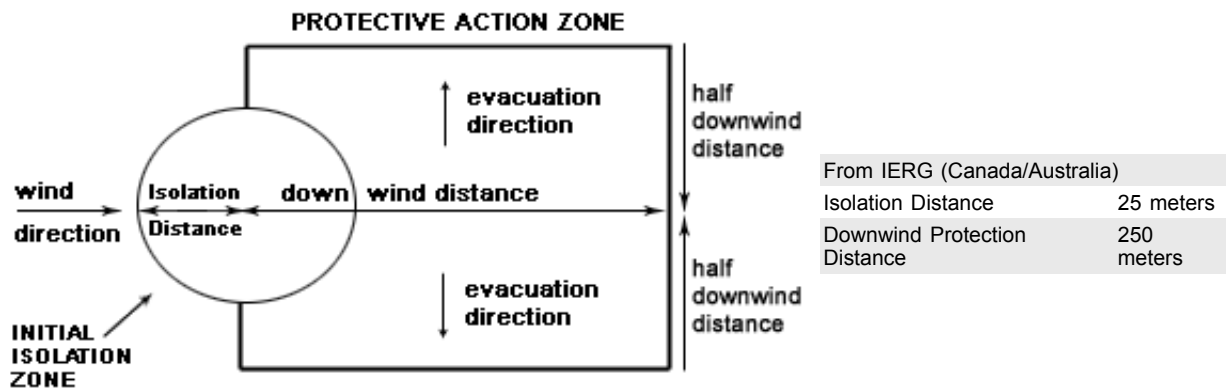 PROTECTIVE ACTION ZONE
evacuation
direction
half
downwind
distance
wind
direction
Isolation
Distance
down wind distance
evacuation
direction
half
downwind
distance
INITIAL
ISOLATION
ZONE
From IERG (Canada/Australia)
Isolation Distance 25 meters
Downwind Protection 250
Distance meters